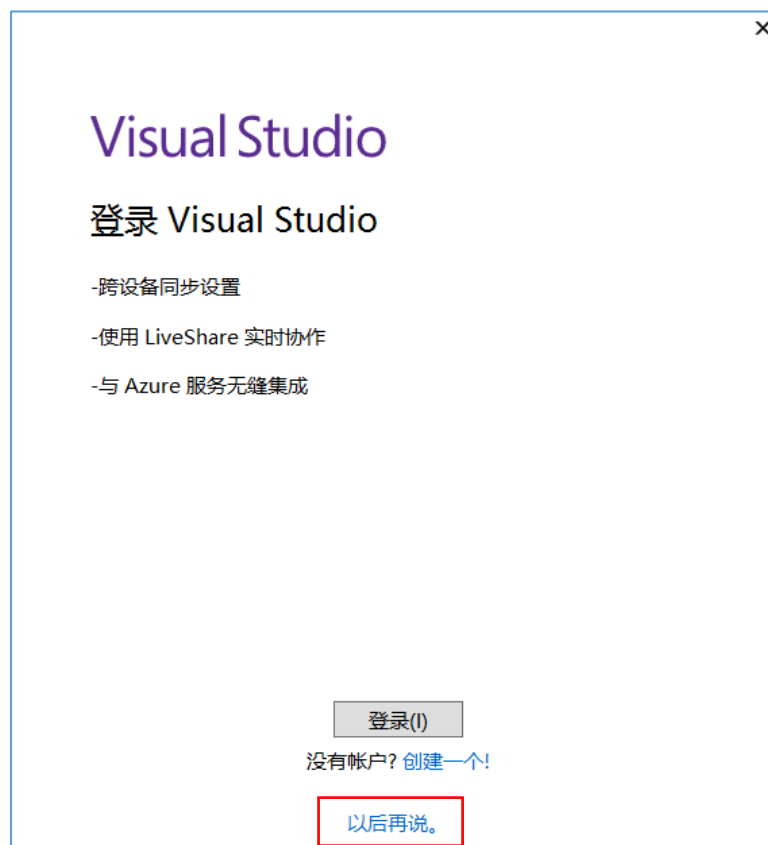 Visual Studio
登录 Visual Studio
-跨设备同步设置
-使用 LiveShare 实时协作
-与 Azure 服务无缝集成
登录(I)
没有帐户? 创建一个!
以后再说。